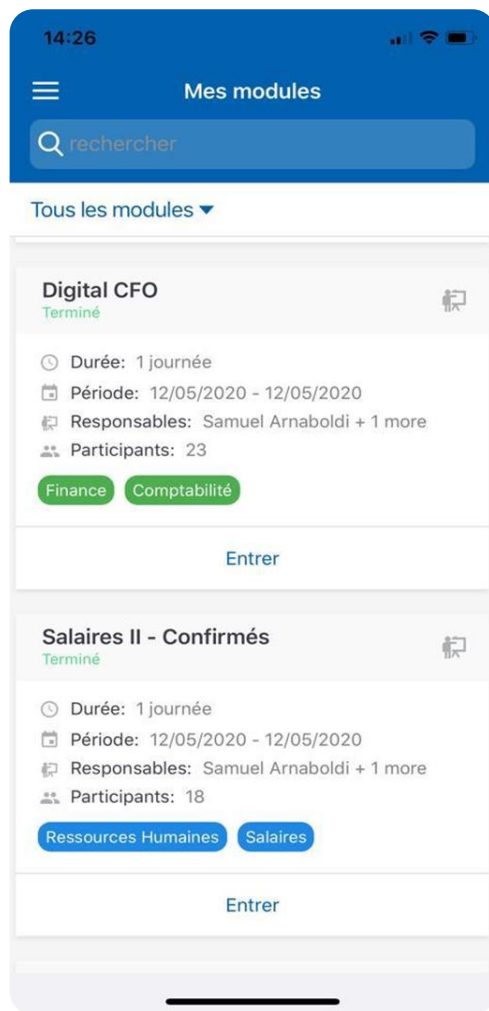 14:26
Mes modules
rechercher
Tous les modules
Digital CFO
Terminé
Durée: 1 journée
Période: 12/05/2020 - 12/05/2020
Responsables: Samuel Arnaboldi + 1 more
Participants: 23
Finance Comptabilité
Entrer
Salaires II - Confirmés
Terminé
Durée: 1 journée
Période: 12/05/2020 - 12/05/2020
Responsables: Samuel Arnaboldi + 1 more
Participants: 18
Ressources Humaines Salaires
Entrer